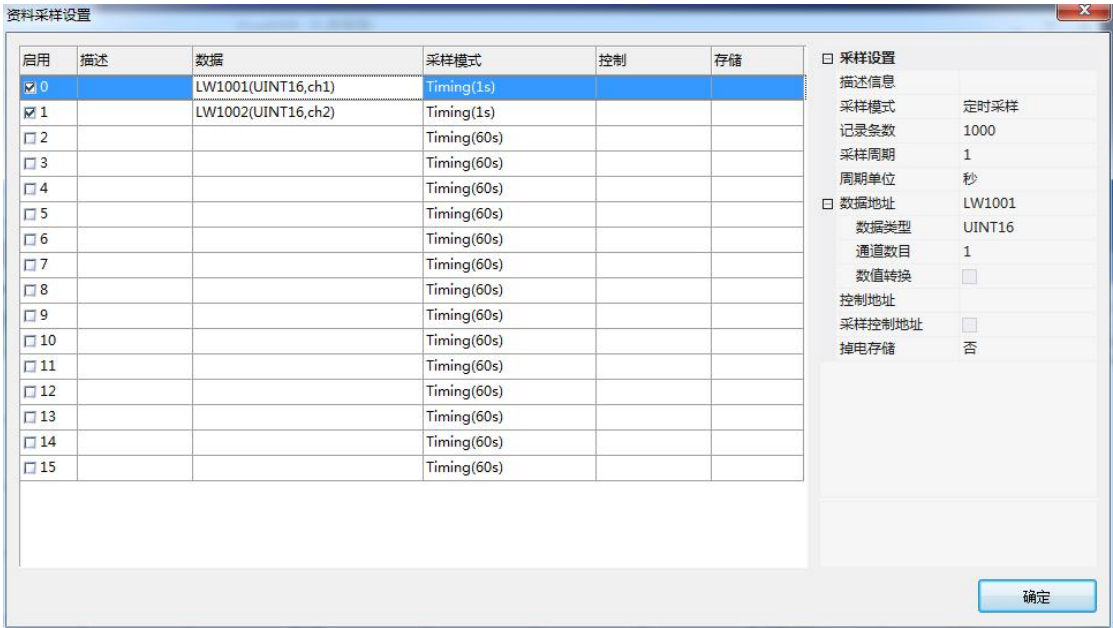 资料采样设置
启用 描述 数据 采样模式 控制 存储
0 LW1001(UINT16,ch1) Timing(1s)
1 LW1002(UINT16,ch2) Timing(1s)
2 Timing(60s)
3 Timing(60s)
4 Timing(60s)
5 Timing(60s)
6 Timing(60s)
7 Timing(60s)
8 Timing(60s)
9 Timing(60s)
10 Timing(60s)
11 Timing(60s)
12 Timing(60s)
13 Timing(60s)
14 Timing(60s)
15 Timing(60s)
采样设置
描述信息
采样模式 定时采样
记录条数 1000
采样周期 1
周期单位 秒
数据地址 LW1001
数据类型 UINT16
通道数目 1
数值转换
控制地址
采样控制地址
掉电存储 否
确定